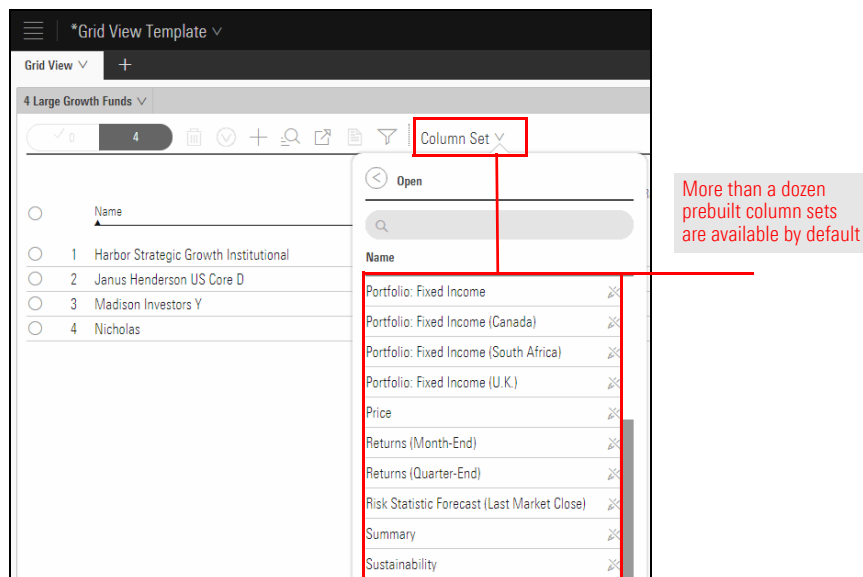 *Grid View Template
Grid View
4 Large Growth Funds
0 4 Column Set
Open
Name
1 Harbor Strategic Growth Institutional
2 Janus Henderson US Core D
3 Madison Investors Y
4 Nicholas
Name
Portfolio: Fixed Income
Portfolio: Fixed Income (Canada)
Portfolio: Fixed Income (South Africa)
Portfolio: Fixed Income (U.K.)
Price
Returns (Month-End)
Returns (Quarter-End)
Risk Statistic Forecast (Last Market Close)
Summary
Sustainability
More than a dozen
prebuilt column sets
are available by default